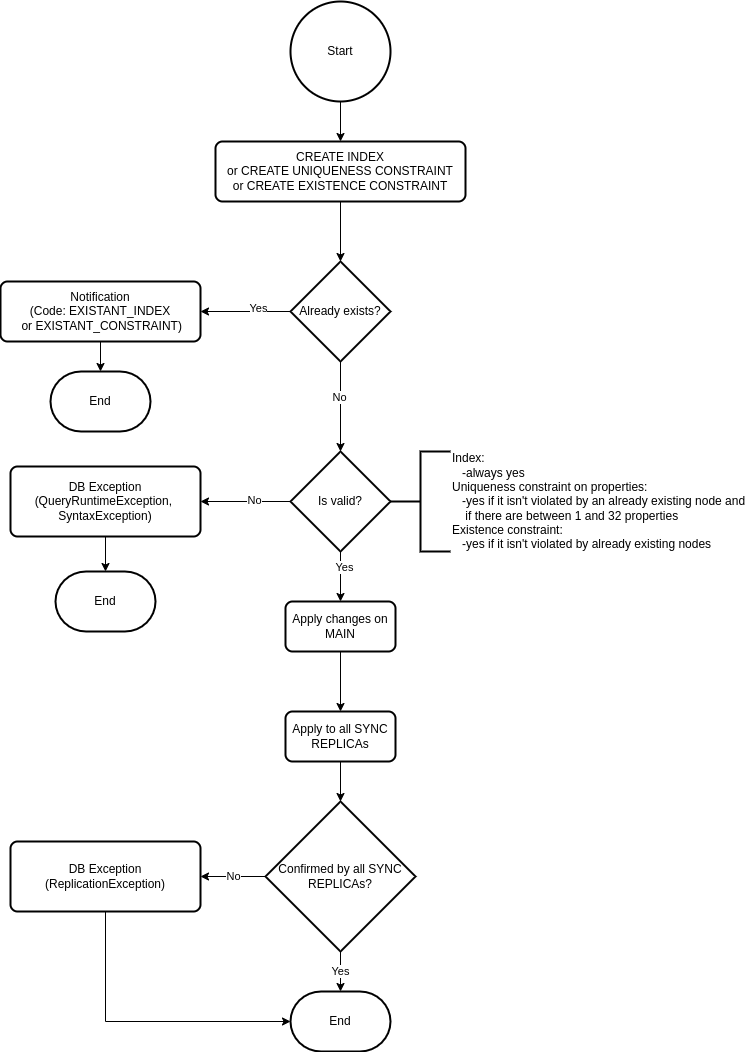 Start
CREATE INDEX
or CREATE UNIQUENESS CONSTRAINT
or CREATE EXISTENCE CONSTRAINT
Already exists?
Yes
Notification
(Code: EXISTANT_INDEX
or EXISTANT_CONSTRAINT)
End
No
Is valid?
Index:
-always yes
Uniqueness constraint on properties:
-yes if it isn't violated by an already existing node and
if there are between 1 and 32 properties
Existence constraint:
-yes if it isn't violated by already existing nodes
No
DB Exception
(QueryRuntimeException,
SyntaxException)
End
Yes
Apply changes on
MAIN
Apply to all SYNC
REPLICAs
Confirmed by all SYNC
REPLICAs?
No
DB Exception
(ReplicationException)
Yes
End